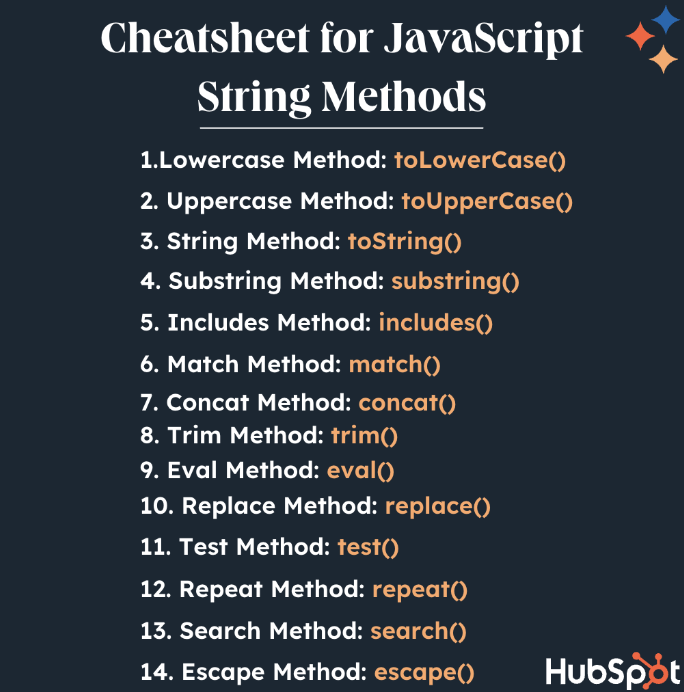 Cheatsheet for JavaScript
String Methods
1.Lowercase Method: toLowerCase()
2. Uppercase Method: toUpperCase()
3. String Method: toString()
4. Substring Method: substring()
5. Includes Method: includes()
6. Match Method: match()
7. Concat Method: concat()
8. Trim Method: trim()
9. Eval Method: eval()
10. Replace Method: replace()
11. Test Method: test()
12. Repeat Method: repeat()
13. Search Method: search()
14. Escape Method: escape()
HubSpot